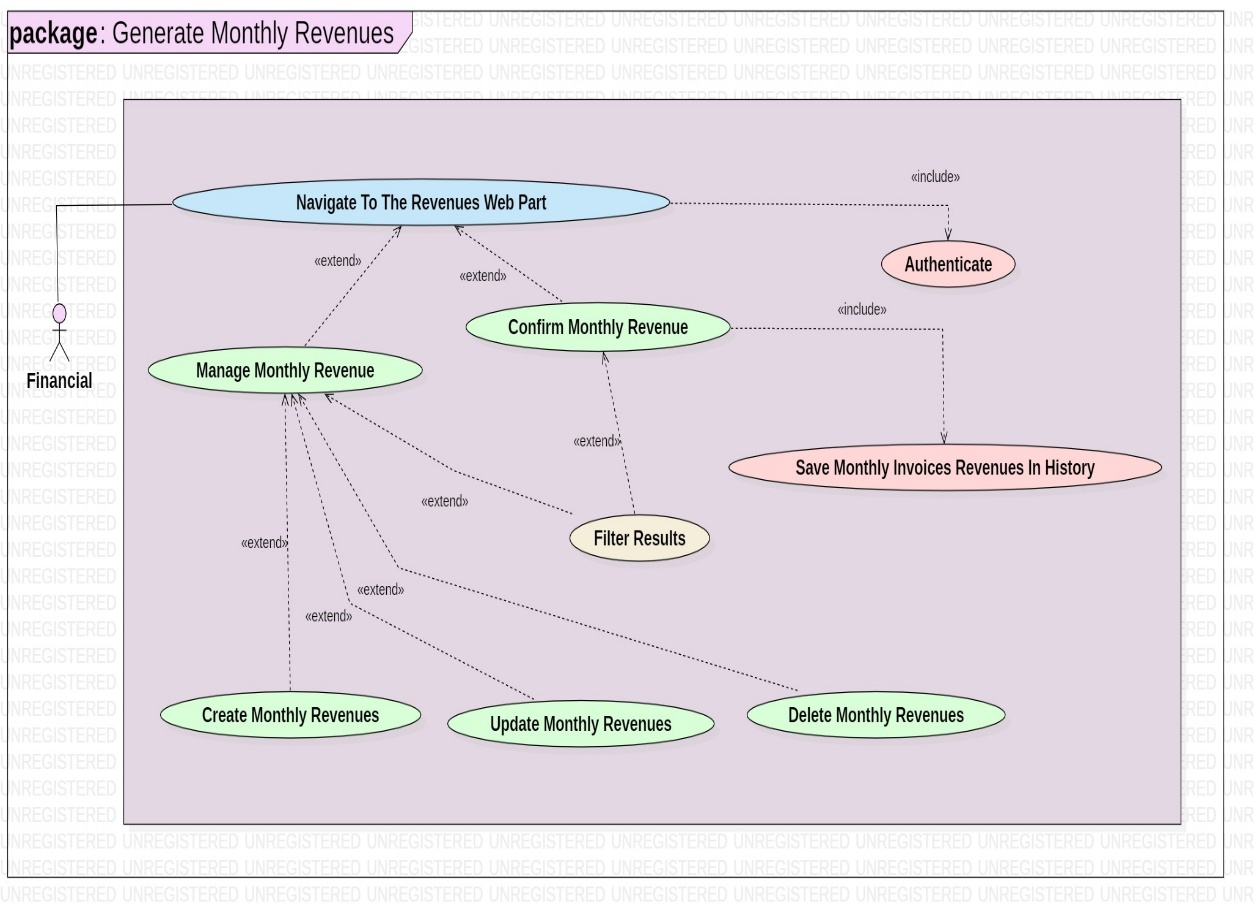 package: Generate Monthly Revenues
«include»
Navigate To The Revenues Web Part
«extend»
Authenticate
«extend»
«include»
Confirm Monthly Revenue
Manage Monthly Revenue
Financial
«extend»
Save Monthly Invoices Revenues In History
«extend»
Filter Results
«extend»
«extend»
«extend»
Create Monthly Revenues
Update Monthly Revenues
Delete Monthly Revenues
UNREGISTERED